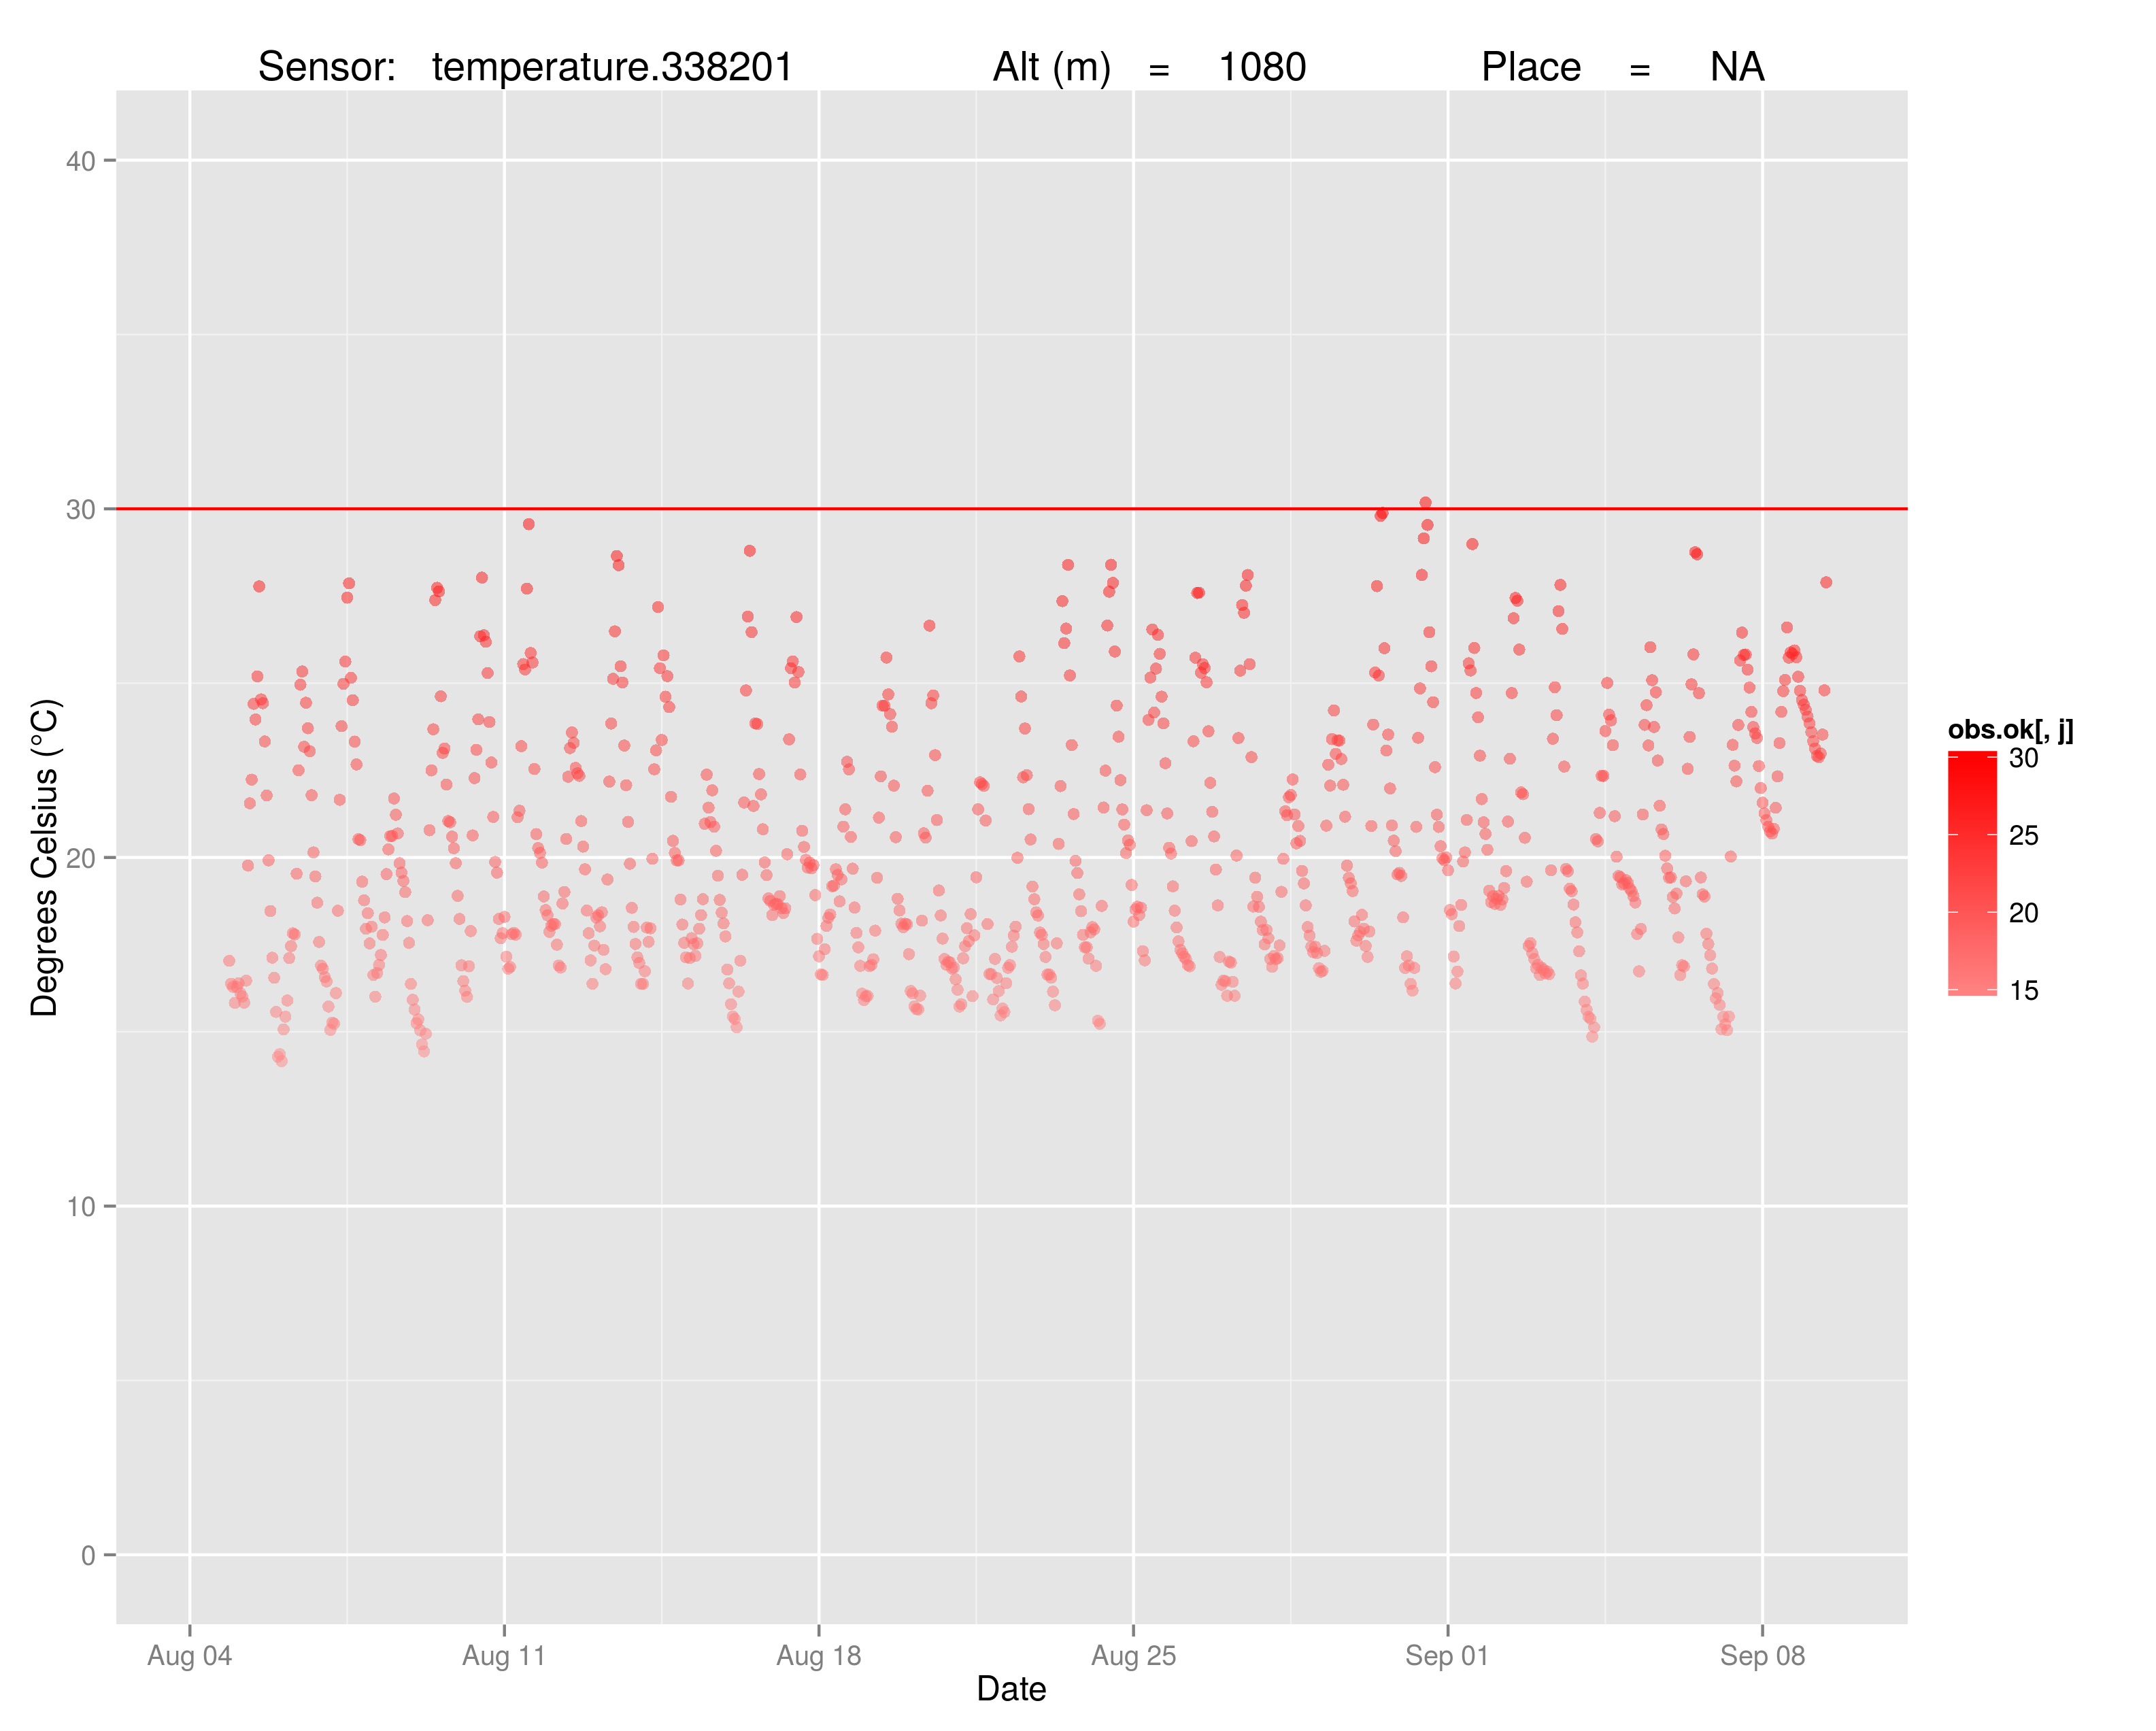 Sensor: temperature.338201 Alt (m) = 1080 Place = NA
40
30
20
10
0
Degrees Celsius (°C)
Aug 04 Aug 11 Aug 18 Aug 25 Sep 01 Sep 08
Date
obs.ok[, j]
30
25
20
15